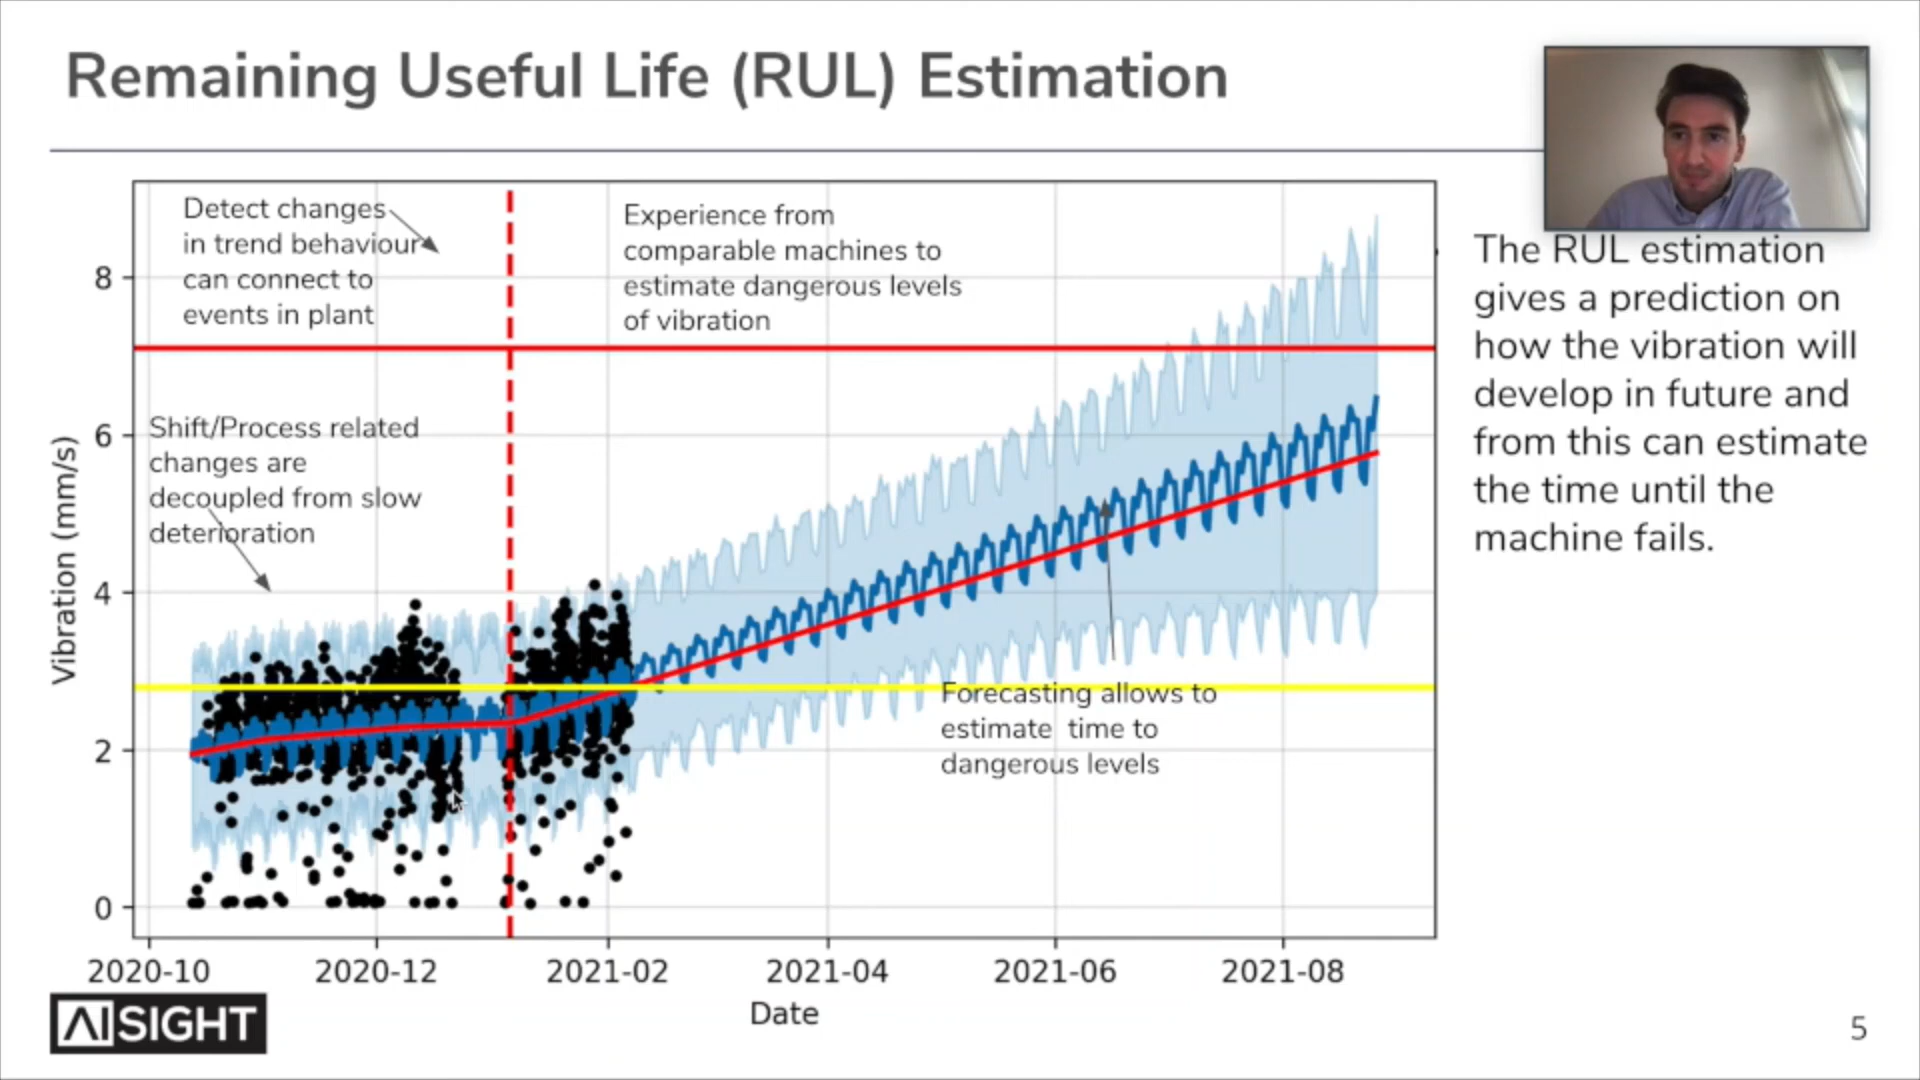 Remaining Useful Life (RUL) Estimation
Detect changes
in trend behaviour
can connect to
events in plant
Experience from
comparable machines to
estimate dangerous levels
of vibration
Shift/Process related
changes are
decoupled from slow
deterioration
Forecasting allows to
estimate time to
dangerous levels
Vibration (mm/s)
8
6
4
2
0
2020-10
2020-12
2021-02
2021-04
2021-06
2021-08
Date
The RUL estimation
gives a prediction on
how the vibration will
develop in future and
from this can estimate
the time until the
machine fails.
AISIGHT
5